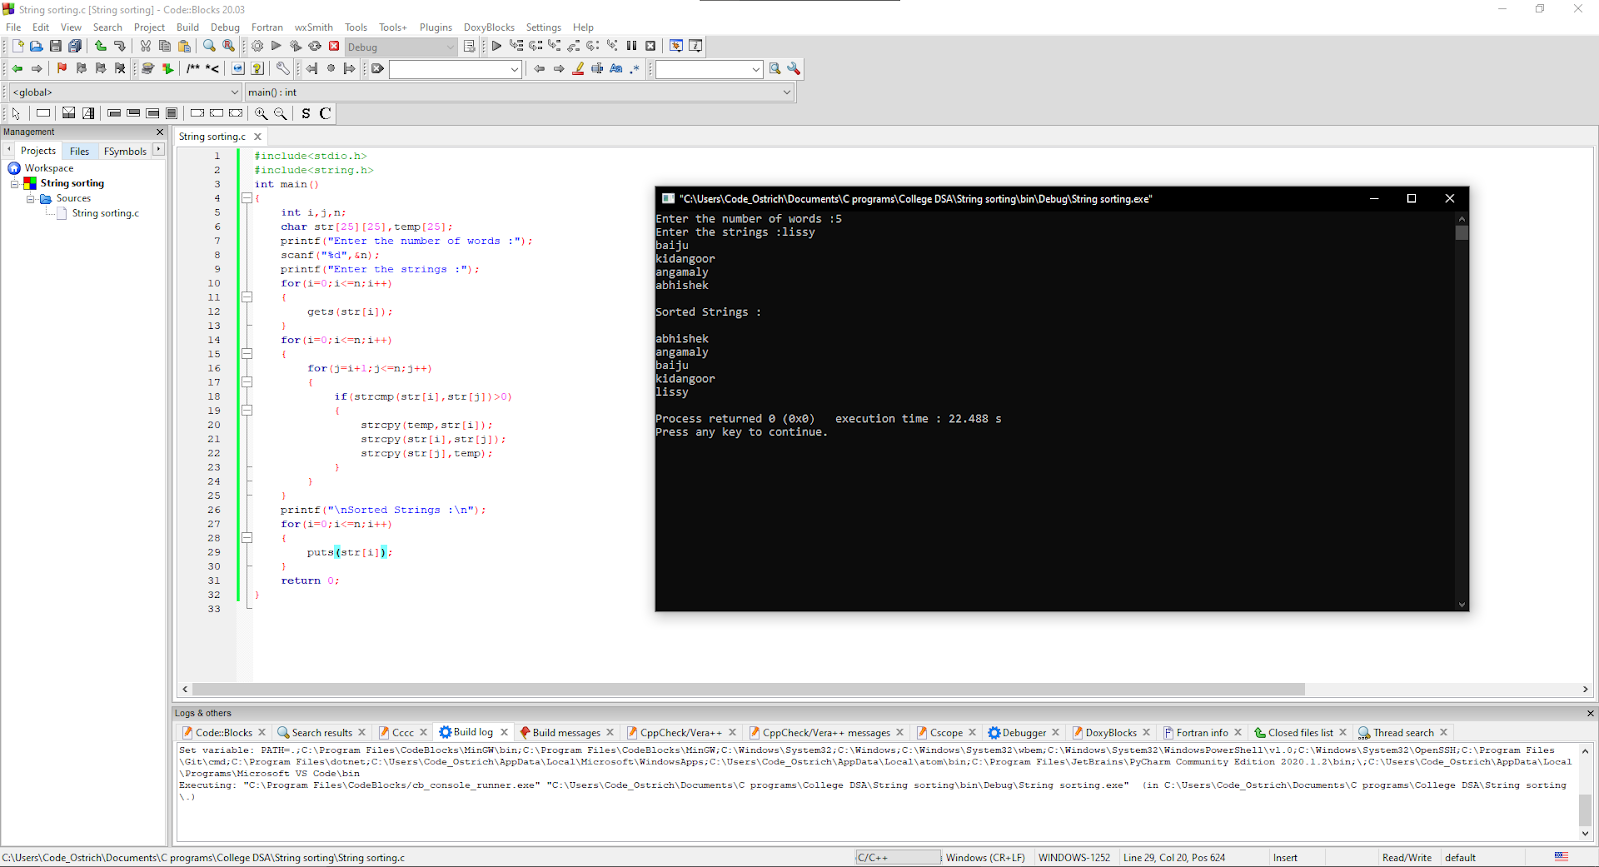 String sorting.c [String sorting] - Code::Blocks 20.03
File Edit View Search Project Build Debug Fortran wxSmith Tools Tools+ Plugins DoxyBlocks Settings Help
Debug
/** *<
<global> main() : int
S C
Management
Projects Files FSymbols
Workspace
String sorting
Sources
String sorting.c
String sorting.c
1 #include<stdio.h>
2 #include<string.h>
3 int main()
4 {
5 int i,j,n;
6 char str[25][25],temp[25];
7 printf("Enter the number of words :");
8 scanf("%d",&n);
9 printf("Enter the strings :");
10 for(i=0;i<=n;i++)
11 {
12 gets(str[i]);
13 }
14 for(i=0;i<=n;i++)
15 {
16 for(j=i+1;j<=n;j++)
17 {
18 if(strcmp(str[i],str[j])>0)
19 {
20 strcpy(temp,str[i]);
21 strcpy(str[i],str[j]);
22 strcpy(str[j],temp);
23 }
24 }
25 }
26 printf("\nSorted Strings :\n");
27 for(i=0;i<=n;i++)
28 {
29 puts(str[i]);
30 }
31 return 0;
32 }
33
"C:\Users\Code_Ostrich\Documents\C programs\College DSA\String sorting\bin\Debug\String sorting.exe"
Enter the number of words :5
Enter the strings :lissy
baiju
kidangoor
angamaly
abhishek
Sorted Strings :
abhishek
angamaly
baiju
kidangoor
lissy
Process returned 0 (0x0) execution time : 22.488 s
Press any key to continue.
Logs & others
Code::Blocks Search results Cccc Build log Build messages CppCheck/Vera++ CppCheck/Vera++ messages Cscope Debugger DoxyBlocks Fortran info Closed files list Thread search
Set variable: PATH=.;C:\Program Files\CodeBlocks\MinGW\bin;C:\Program Files\CodeBlocks\MinGW;C:\Windows\System32;C:\Windows;C:\Windows\System32\wbem;C:\Windows\System32\WindowsPowerShell\v1.0;C:\Windows\System32\OpenSSH;C:\Program Files
\Git\cmd;C:\Program Files\dotnet;C:\Users\Code_Ostrich\AppData\Local\Microsoft\WindowsApps;C:\Users\Code_Ostrich\AppData\Local\atom\bin;C:\Program Files\JetBrains\PyCharm Community Edition 2020.1.2\bin;\;C:\Users\Code_Ostrich\AppData\Local
\Programs\Microsoft VS Code\bin
Executing: "C:\Program Files\CodeBlocks/cb_console_runner.exe" "C:\Users\Code_Ostrich\Documents\C programs\College DSA\String sorting\bin\Debug\String sorting.exe" (in C:\Users\Code_Ostrich\Documents\C programs\College DSA\String sorting
\.)
C:\Users\Code_Ostrich\Documents\C programs\College DSA\String sorting\String sorting.c C/C++ Windows (CR+LF) WINDOWS-1252 Line 29, Col 20, Pos 624 Insert Read/Write default